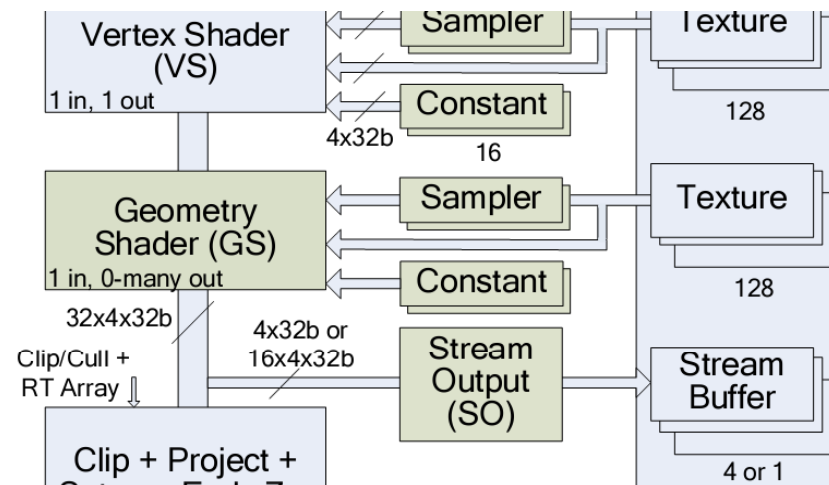 Vertex Shader
(VS)
1 in, 1 out
Sampler
Texture
128
Constant
4x32b
16
Geometry
Shader (GS)
1 in, 0-many out
Sampler
Texture
128
Constant
32x4x32b
4x32b or
16x4x32b
Clip/Cull +
RT Array
Stream
Output
(SO)
Stream
Buffer
4 or 1
Clip + Project +